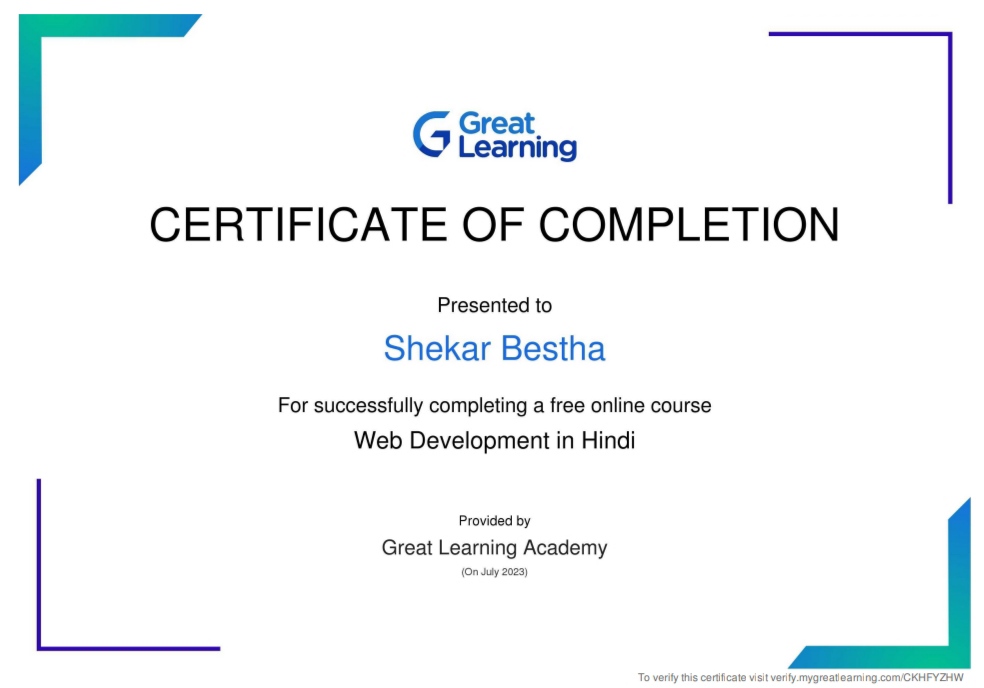 Great
Learning
CERTIFICATE OF COMPLETION
Presented to
Shekar Bestha
For successfully completing a free online course
Web Development in Hindi
Provided by
Great Learning Academy
(On July 2023)
To verify this certificate visit verify.mygreatlearning.com/CKHFYZHW